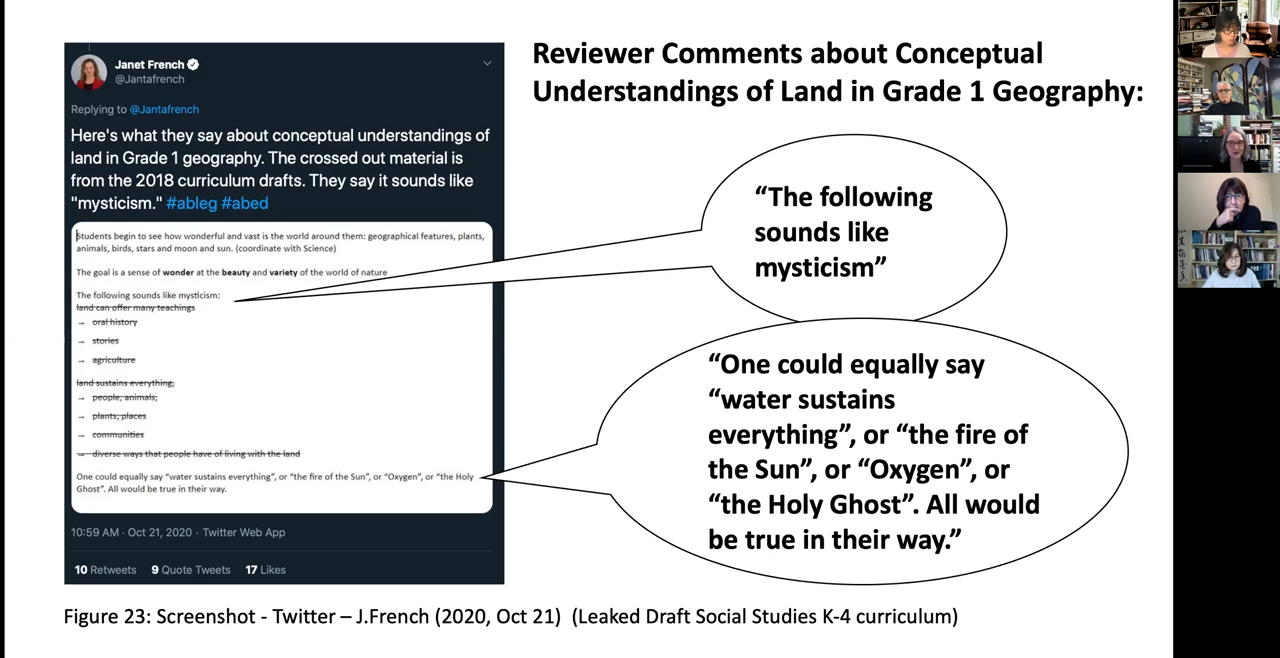 Reviewer Comments about Conceptual
Understandings of Land in Grade 1 Geography:
Janet French
@Jantafrench
Replying to @Jantafrench
Here's what they say about conceptual understandings of
land in Grade 1 geography. The crossed out material is
from the 2018 curriculum drafts. They say it sounds like
"mysticism." #ableg #abed
Students begin to see how wonderful and vast is the world around them: geographical features, plants,
animals, birds, stars and moon and sun. (coordinate with Science)
The goal is a sense of wonder at the beauty and variety of the world of nature
The following sounds like mysticism:
land can offer many teachings
→ oral history
→ stories
→ agriculture
land sustains everything;
→ people, animals;
→ plants, places
→ communities
→ diverse ways that people have of living with the land
One could equally say "water sustains everything", or "the fire of the Sun", or "Oxygen", or "the Holy
Ghost". All would be true in their way.
10:59 AM · Oct 21, 2020 · Twitter Web App
10 Retweets 9 Quote Tweets 17 Likes
“The following
sounds like
mysticism”
“One could equally say
“water sustains
everything”, or “the fire of
the Sun”, or “Oxygen”, or
“the Holy Ghost”. All would
be true in their way.”
Figure 23: Screenshot - Twitter – J.French (2020, Oct 21) (Leaked Draft Social Studies K-4 curriculum)